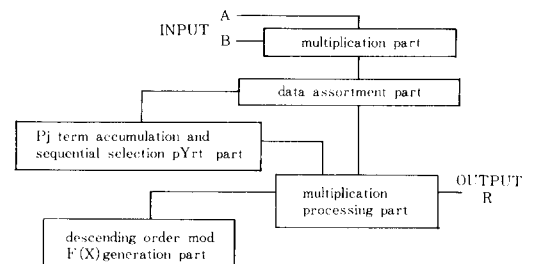 A
INPUT
B
multiplication part
data assortment part
Pj term accumulation and
sequential selection pYrt part
multiplication
processing part
OUTPUT
R
descending order mod
F(X)generation part